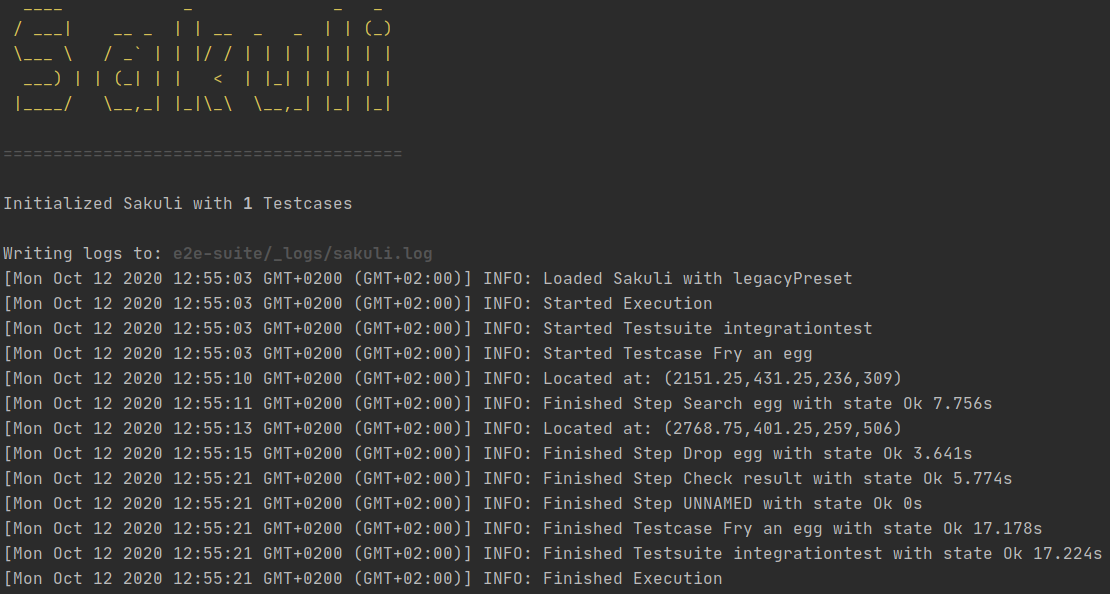 Sakuli
========================================
Initialized Sakuli with 1 Testcases
Writing logs to: e2e-suite/_logs/sakuli.log
[Mon Oct 12 2020 12:55:03 GMT+0200 (GMT+02:00)] INFO: Loaded Sakuli with legacyPreset
[Mon Oct 12 2020 12:55:03 GMT+0200 (GMT+02:00)] INFO: Started Execution
[Mon Oct 12 2020 12:55:03 GMT+0200 (GMT+02:00)] INFO: Started Testsuite integrationtest
[Mon Oct 12 2020 12:55:03 GMT+0200 (GMT+02:00)] INFO: Started Testcase Fry an egg
[Mon Oct 12 2020 12:55:10 GMT+0200 (GMT+02:00)] INFO: Located at: (2151.25,431.25,236,309)
[Mon Oct 12 2020 12:55:11 GMT+0200 (GMT+02:00)] INFO: Finished Step Search egg with state Ok 7.756s
[Mon Oct 12 2020 12:55:13 GMT+0200 (GMT+02:00)] INFO: Located at: (2768.75,401.25,259,506)
[Mon Oct 12 2020 12:55:15 GMT+0200 (GMT+02:00)] INFO: Finished Step Drop egg with state Ok 3.641s
[Mon Oct 12 2020 12:55:21 GMT+0200 (GMT+02:00)] INFO: Finished Step Check result with state Ok 5.774s
[Mon Oct 12 2020 12:55:21 GMT+0200 (GMT+02:00)] INFO: Finished Step UNNAMED with state Ok 0s
[Mon Oct 12 2020 12:55:21 GMT+0200 (GMT+02:00)] INFO: Finished Testcase Fry an egg with state Ok 17.178s
[Mon Oct 12 2020 12:55:21 GMT+0200 (GMT+02:00)] INFO: Finished Testsuite integrationtest with state Ok 17.224s
[Mon Oct 12 2020 12:55:21 GMT+0200 (GMT+02:00)] INFO: Finished Execution